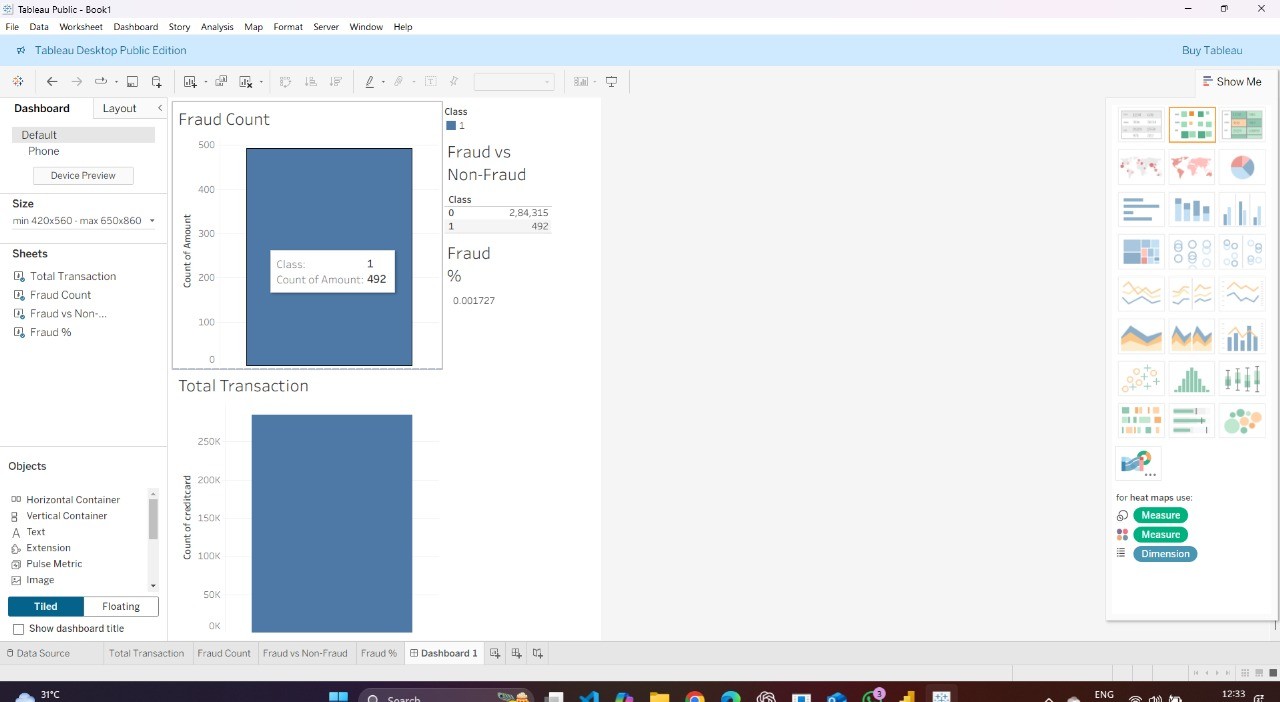 Tableau Public - Book1
File Data Worksheet Dashboard Story Analysis Map Format Server Window Help
Tableau Desktop Public Edition
Buy Tableau
Show Me
Dashboard Layout
Default
Phone
Device Preview
Size
min 420x560 - max 650x860
Sheets
Total Transaction
Fraud Count
Fraud vs Non-...
Fraud %
Objects
Horizontal Container
Vertical Container
Text
Extension
Pulse Metric
Image
Tiled Floating
Show dashboard title
Fraud Count
500
400
300
200
100
0
Count of Amount
Class: 1
Count of Amount: 492
Total Transaction
250K
200K
150K
100K
50K
0K
Count of creditcard
Class
1
Fraud vs
Non-Fraud
Class
0 2,84,315
1 492
Fraud
%
0.001727
for heat maps use:
Measure
Measure
Dimension
Data Source Total Transaction Fraud Count Fraud vs Non-Fraud Fraud % Dashboard 1
31°C
Search
3
ENG
12:33